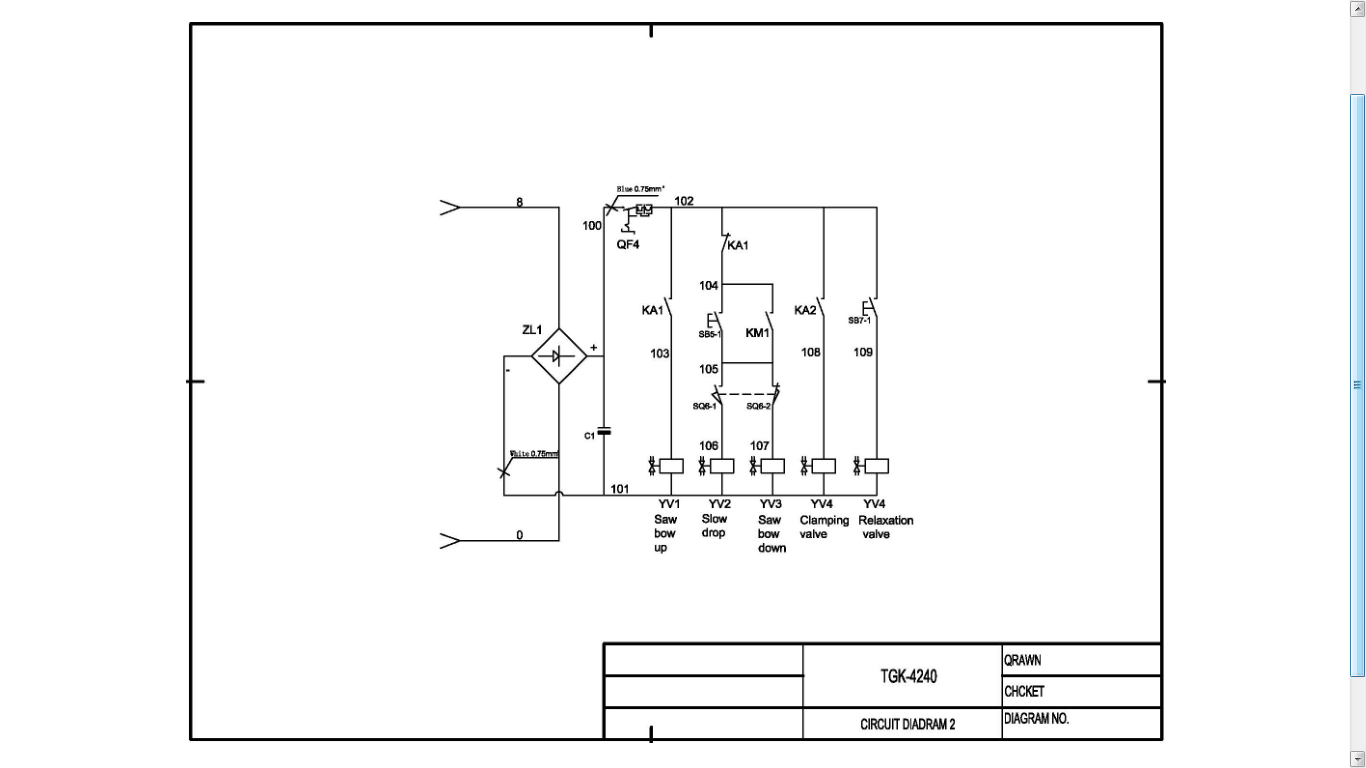 Blue 0.75mm²
8
102
100
QF4
KA1
104
KA1
KA2
SB7-1
SB5-1
KM1
ZL1
+
103
108
109
-
105
SQ6-1
SQ6-2
C1
106
107
White 0.75mm²
101
YV1
YV2
YV3
YV4
YV4
Saw
bow
up
Slow
drop
Saw
bow
down
Clamping
valve
Relaxation
valve
0
TGK-4240
QRAWN
CHCKET
CIRCUIT DIADRAM 2
DIAGRAM NO.